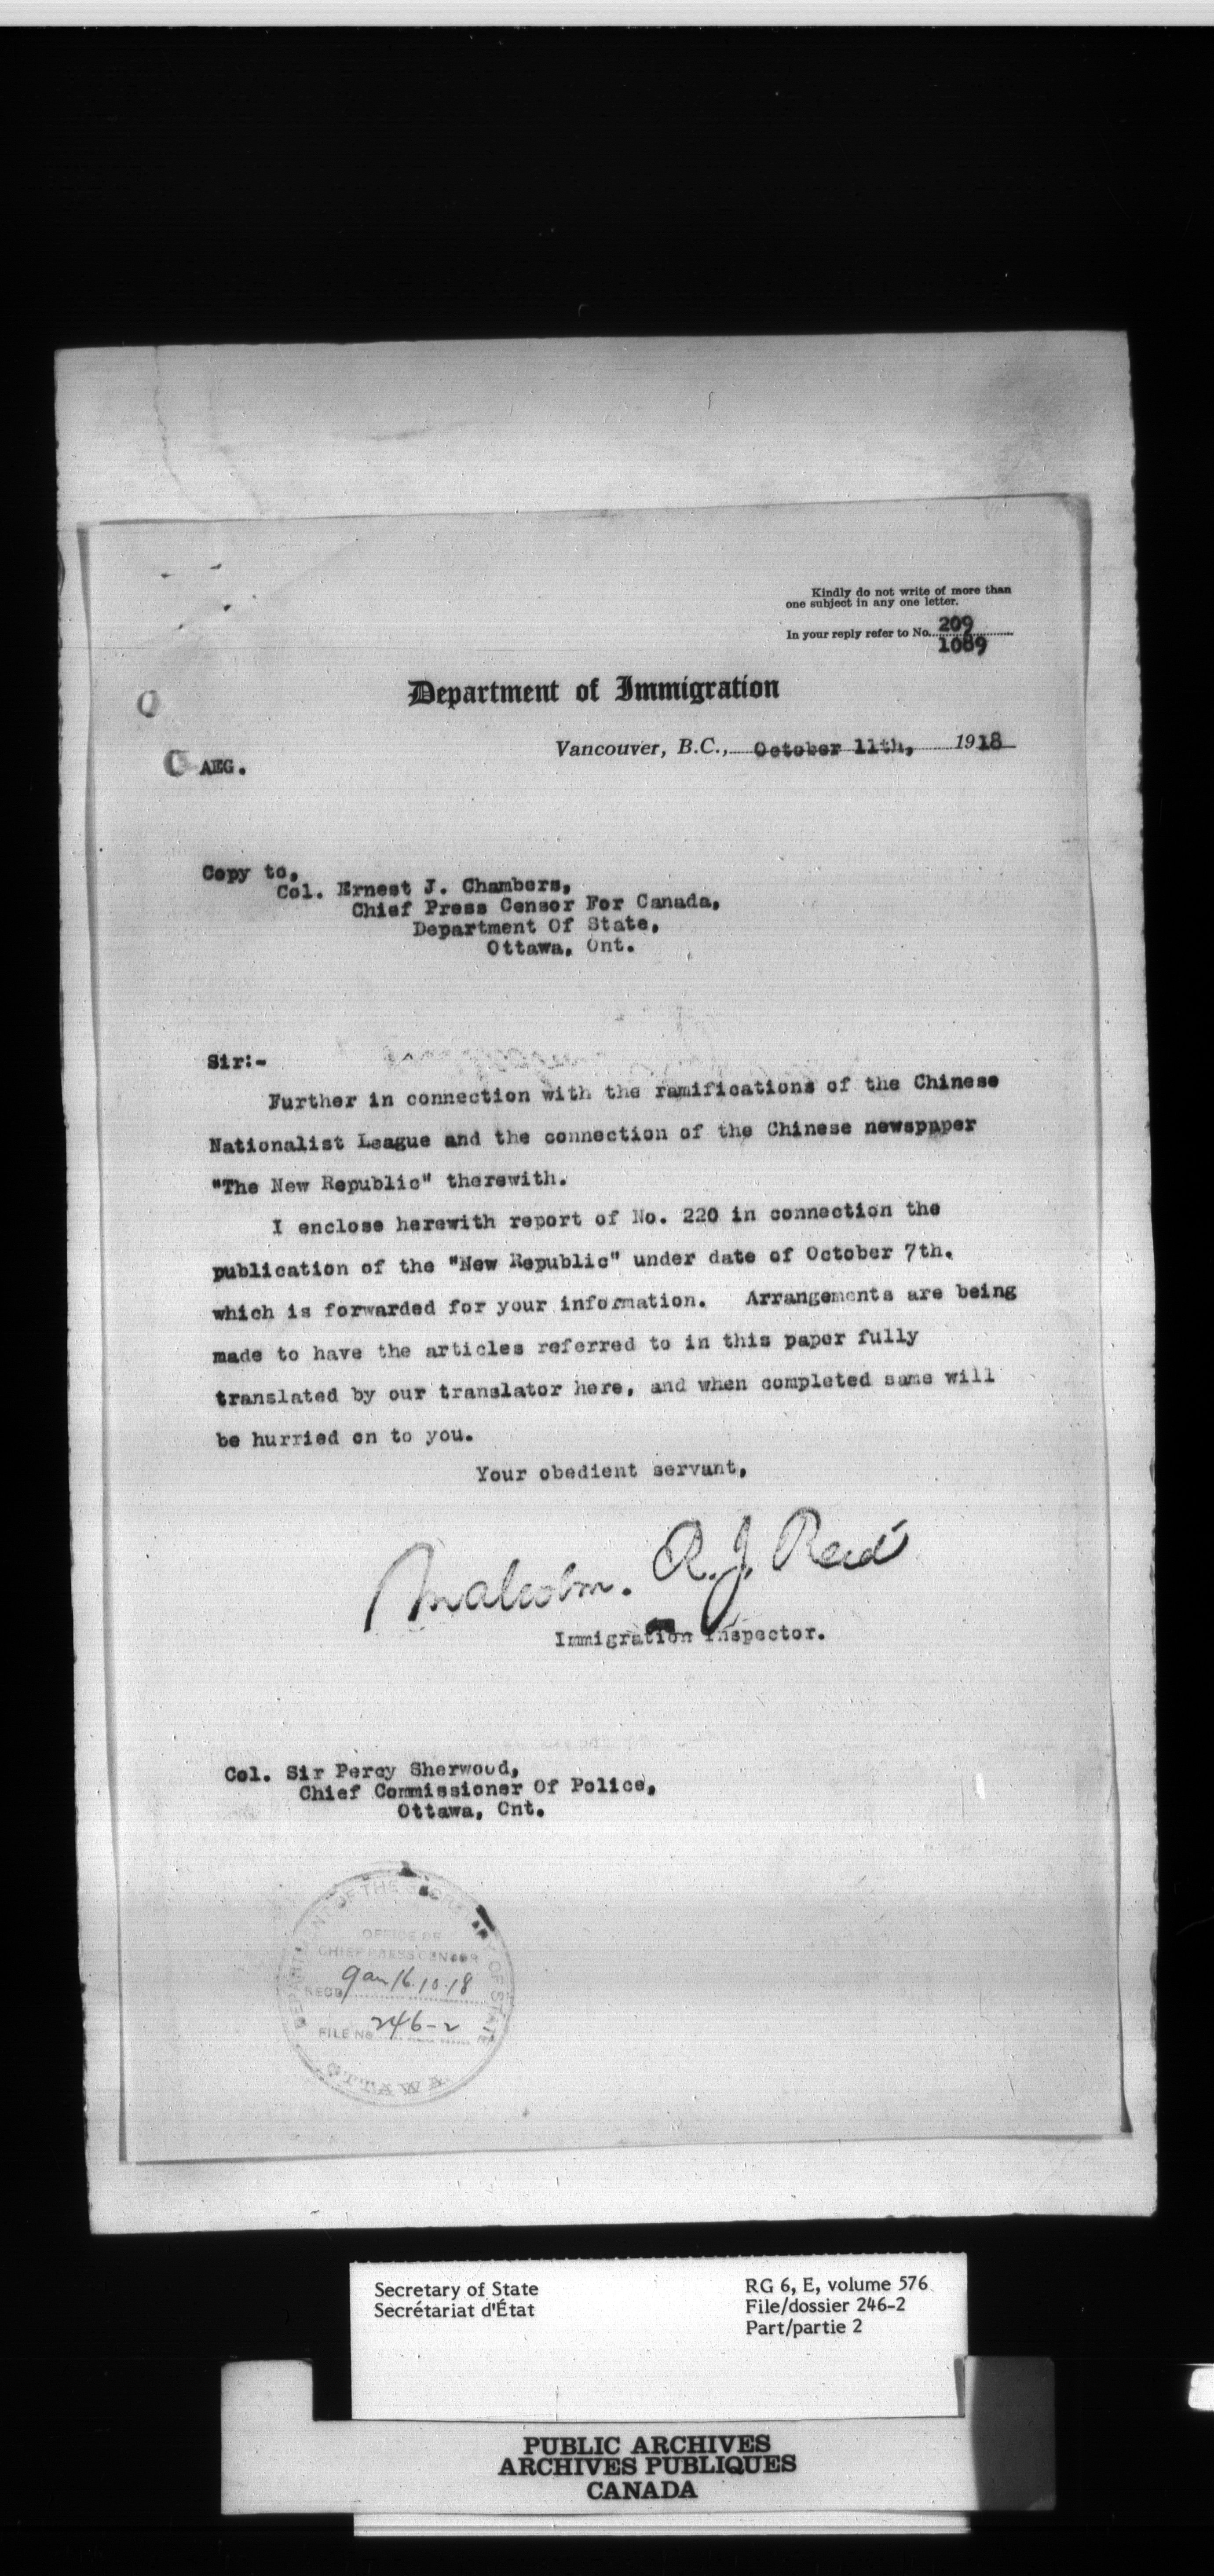 Kindly do not write of more than
one subject in any one letter.
In your reply refer to No. 209
1089
Department of Immigration
Vancouver, B.C., October 11th, 1918
AEG.
Copy to,
Col. Ernest J. Chambers,
Chief Press Censor For Canada,
Department Of State,
Ottawa, Ont.
Sir:-
Further in connection with the ramifications of the Chinese
Nationalist League and the connection of the Chinese newspaper
"The New Republic" therewith.
I enclose herewith report of No. 220 in connection the
publication of the "New Republic" under date of October 7th.
which is forwarded for your information. Arrangements are being
made to have the articles referred to in this paper fully
translated by our translator here, and when completed same will
be hurried on to you.
Your obedient servant,
Malcolm. R. J. Reid
Immigration Inspector.
Col. Sir Percy Sherwood,
Chief Commissioner Of Police,
Ottawa, Cnt.
DEPARTMENT OF THE SECRETARY OF STATE
OFFICE OF
CHIEF PRESS CENSOR
RECD 9am 16.10.18
FILE No 246-2
OTTAWA
Secretary of State
Secrétariat d'État
RG 6, E, volume 576
File/dossier 246-2
Part/partie 2
PUBLIC ARCHIVES
ARCHIVES PUBLIQUES
CANADA